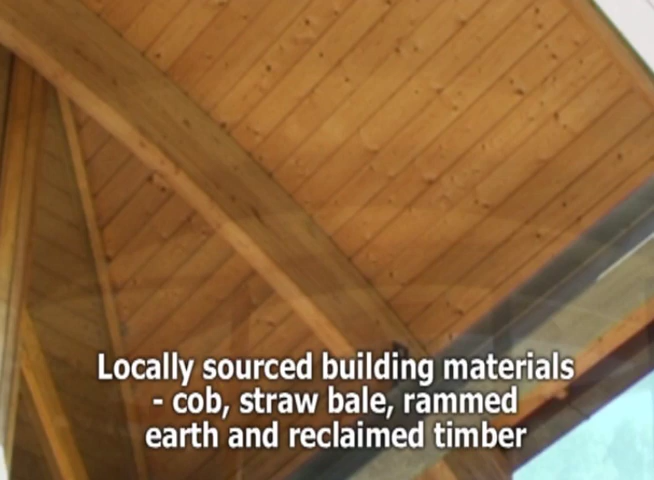 Locally sourced building materials
- cob, straw bale, rammed
earth and reclaimed timber